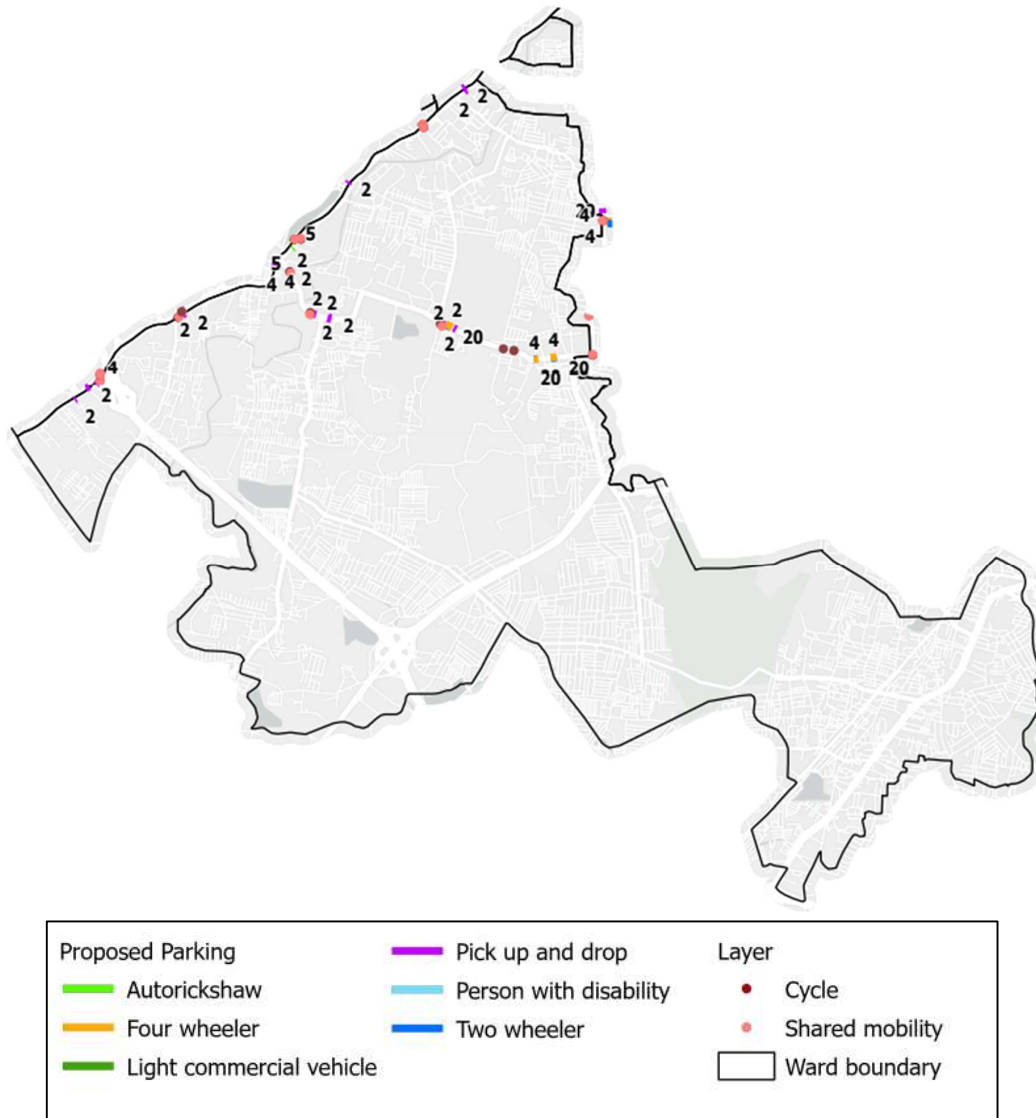 2
2
2
20
4
4
5
2
5
4
4
2
2
2
2
2
2
2
2
20
2
4
4
20
20
2
2
4
2
2
Proposed Parking
Autorickshaw
Four wheeler
Light commercial vehicle
Pick up and drop
Person with disability
Two wheeler
Layer
Cycle
Shared mobility
Ward boundary